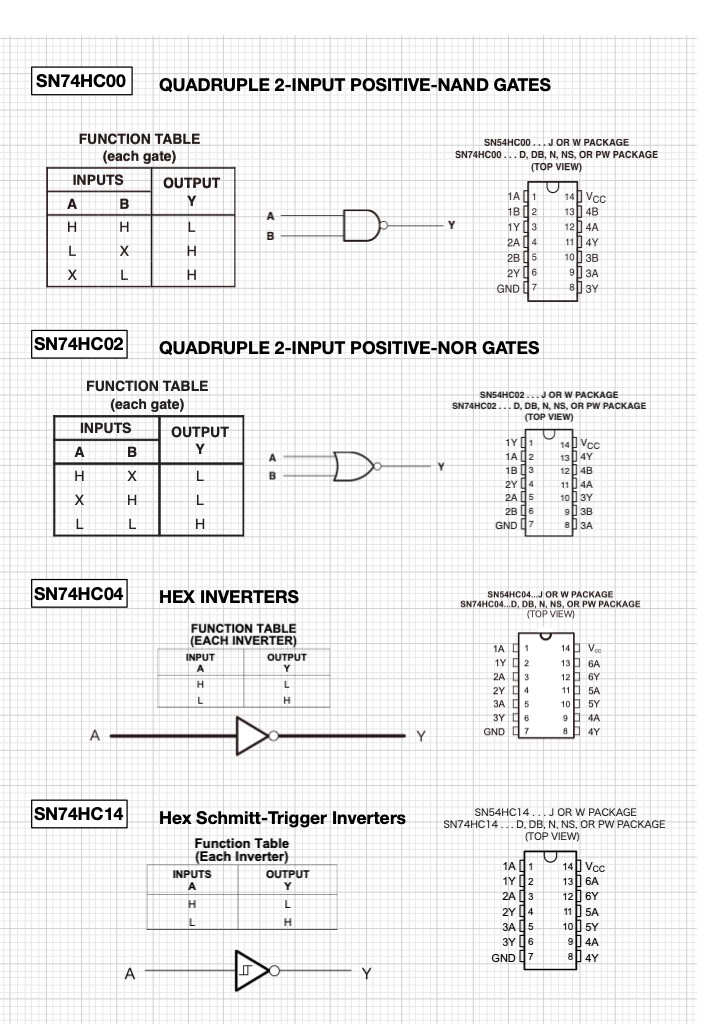 SN74HC00 QUADRUPLE 2-INPUT POSITIVE-NAND GATES
FUNCTION TABLE
(each gate)
INPUTS OUTPUT
A B Y
H H L
L X H
X L H
A
B
Y
SN54HC00 . . . J OR W PACKAGE
SN74HC00 . . . D, DB, N, NS, OR PW PACKAGE
(TOP VIEW)
1A 1 14 VCC
1B 2 13 4B
1Y 3 12 4A
2A 4 11 4Y
2B 5 10 3B
2Y 6 9 3A
GND 7 8 3Y
SN74HC02 QUADRUPLE 2-INPUT POSITIVE-NOR GATES
FUNCTION TABLE
(each gate)
INPUTS OUTPUT
A B Y
H X L
X H L
L L H
A
B
Y
SN54HC02 . . . J OR W PACKAGE
SN74HC02 . . . D, DB, N, NS, OR PW PACKAGE
(TOP VIEW)
1Y 1 14 VCC
1A 2 13 4Y
1B 3 12 4B
2Y 4 11 4A
2A 5 10 3Y
2B 6 9 3B
GND 7 8 3A
SN74HC04 HEX INVERTERS
FUNCTION TABLE
(EACH INVERTER)
INPUT OUTPUT
A Y
H L
L H
A Y
SN54HC04...J OR W PACKAGE
SN74HC04...D, DB, N, NS, OR PW PACKAGE
(TOP VIEW)
1A 1 14 Vcc
1Y 2 13 6A
2A 3 12 6Y
2Y 4 11 5A
3A 5 10 5Y
3Y 6 9 4A
GND 7 8 4Y
SN74HC14 Hex Schmitt-Trigger Inverters
Function Table
(Each Inverter)
INPUTS OUTPUT
A Y
H L
L H
A Y
SN54HC14 . . . J OR W PACKAGE
SN74HC14 . . . D, DB, N, NS, OR PW PACKAGE
(TOP VIEW)
1A 1 14 VCC
1Y 2 13 6A
2A 3 12 6Y
2Y 4 11 5A
3A 5 10 5Y
3Y 6 9 4A
GND 7 8 4Y